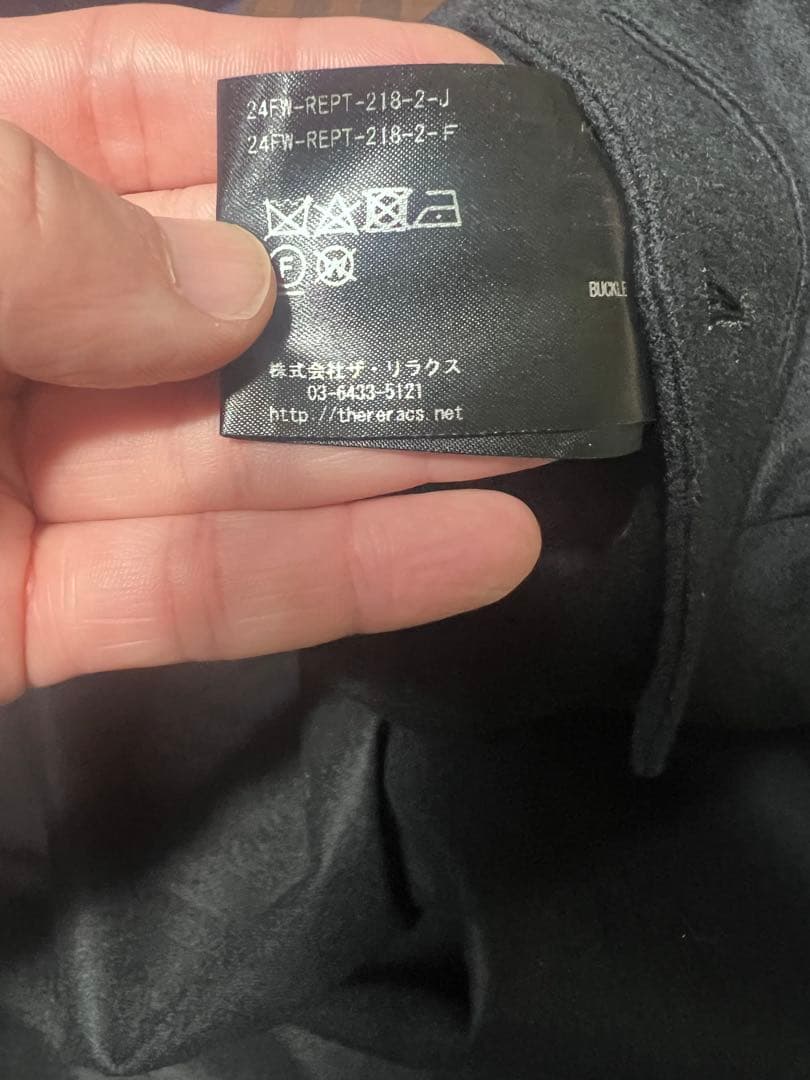 24FW-REPT-218-2-J
24FW-REPT-218-2-F
F
W
BUCKLE
株式会社ザ・リラクス
03-6433-5121
http://thereracs.net